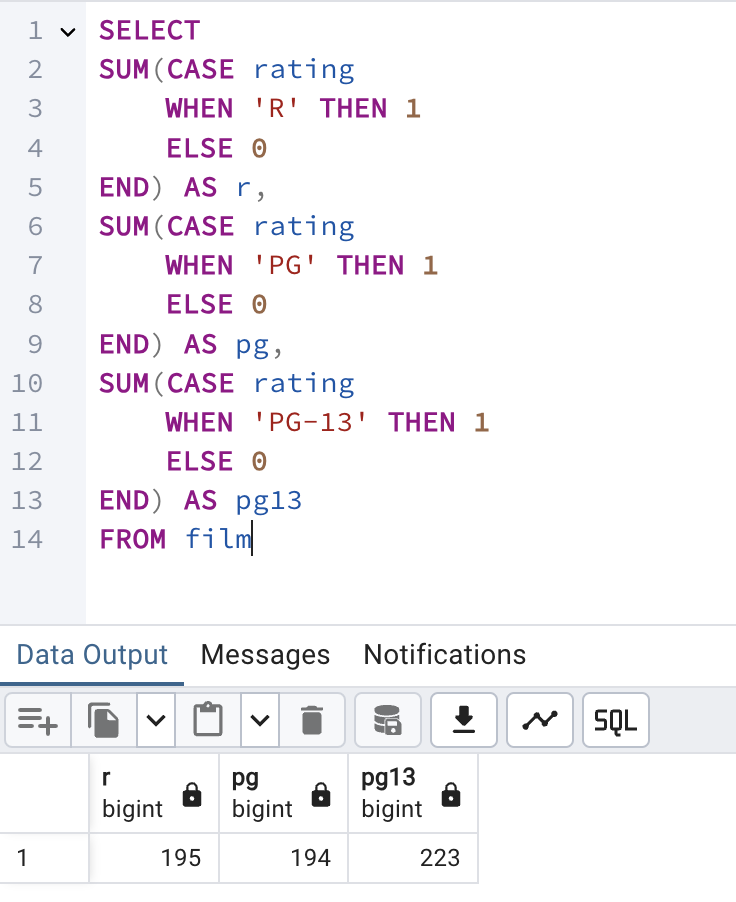 1 SELECT
2 SUM(CASE rating
3 WHEN 'R' THEN 1
4 ELSE 0
5 END) AS r,
6 SUM(CASE rating
7 WHEN 'PG' THEN 1
8 ELSE 0
9 END) AS pg,
10 SUM(CASE rating
11 WHEN 'PG-13' THEN 1
12 ELSE 0
13 END) AS pg13
14 FROM film
Data Output Messages Notifications
SQL
r pg pg13
bigint bigint bigint
1 195 194 223